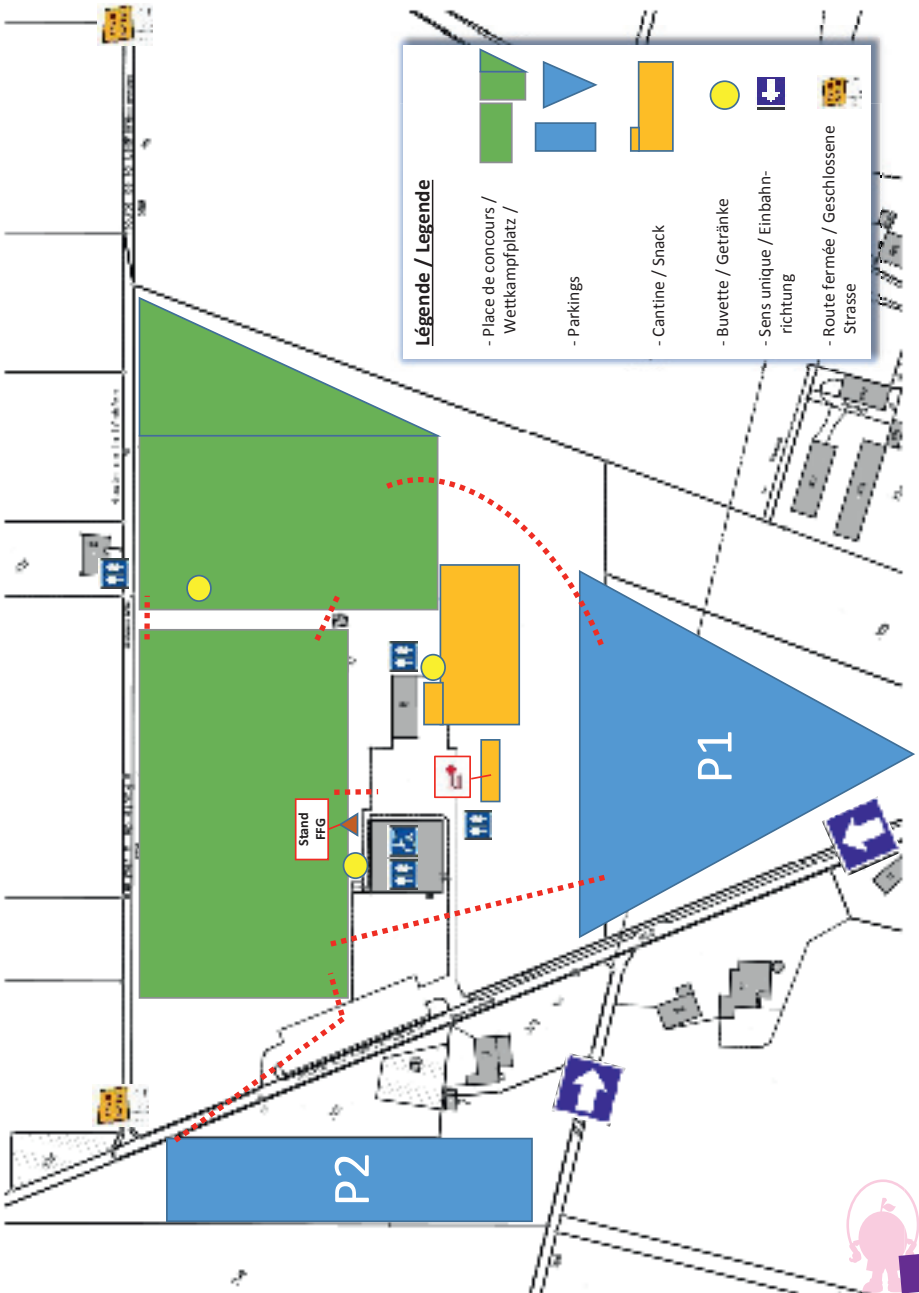 Légende / Legende
- Place de concours /
Wettkampfplatz /
- Parkings
- Cantine / Snack
- Buvette / Getränke
- Sens unique / Einbahn-
richtung
- Route fermée / Geschlossene
Strasse
Stand
FFG
P1
P2